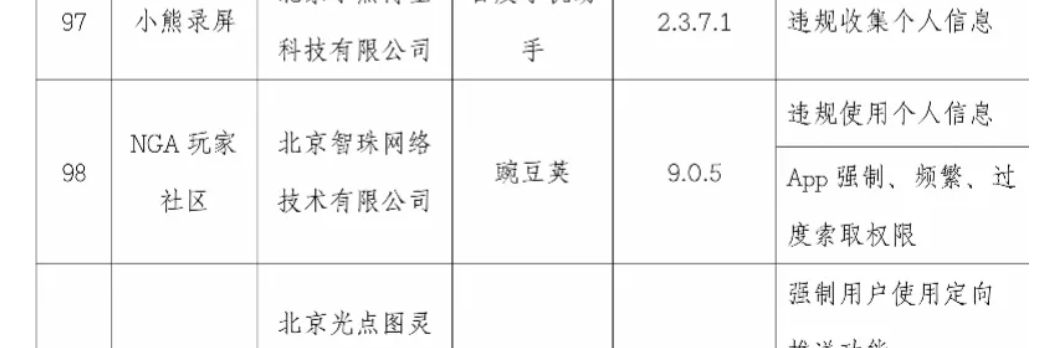 97
小熊录屏
科技有限公司
手
2.3.7.1
违规收集个人信息
98
NGA 玩家
社区
北京智珠网络
技术有限公司
豌豆荚
9.0.5
违规使用个人信息
App 强制、频繁、过
度索取权限
北京光点图灵
强制用户使用定向